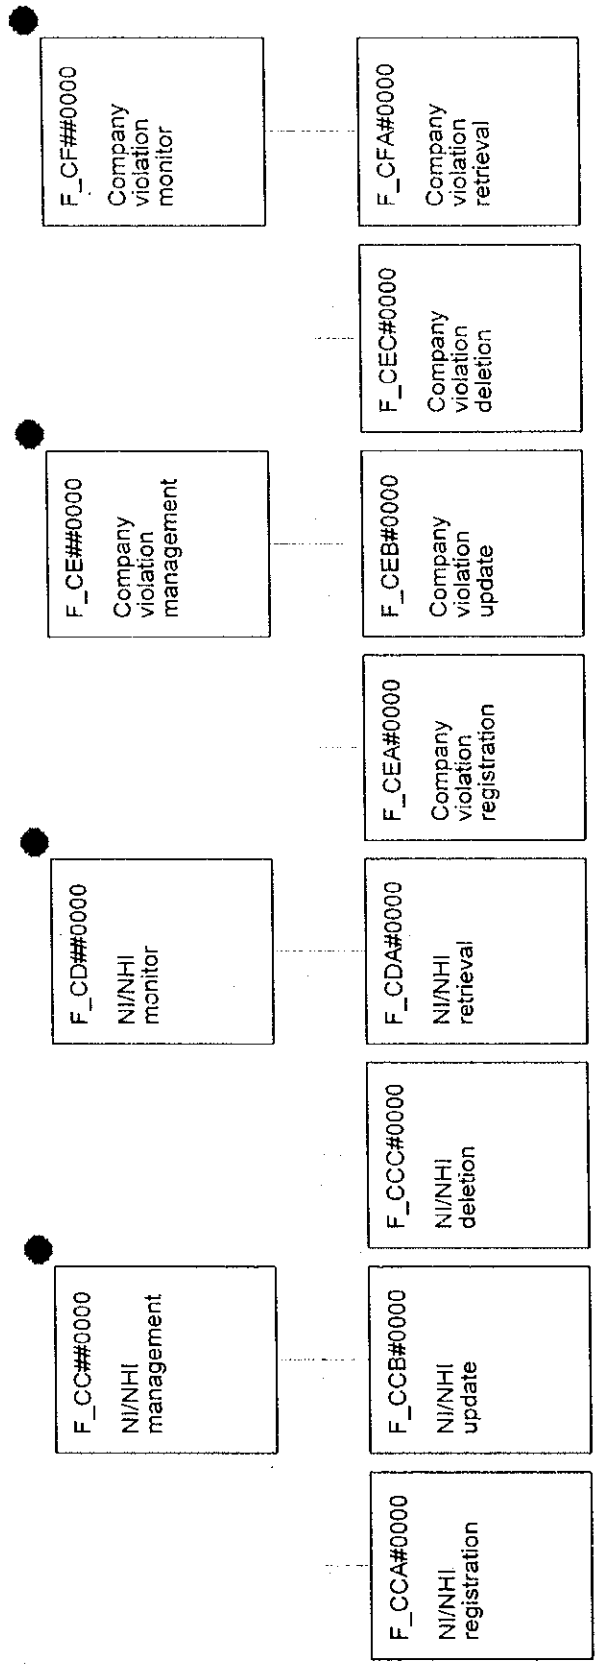 F_CC##0000
NI/NHI
management
F_CD##0000
NI/NHI
monitor
F_CE##0000
Company
violation
management
F_CF##0000
Company
violation
monitor
F_CCA#0000
NI/NHI
registration
F_CCB#0000
NI/NHI
update
F_CCC#0000
NI/NHI
deletion
F_CDA#0000
NI/NHI
retrieval
F_CEA#0000
Company
violation
registration
F_CEB#0000
Company
violation
update
F_CEC#0000
Company
violation
deletion
F_CFA#0000
Company
violation
retrieval